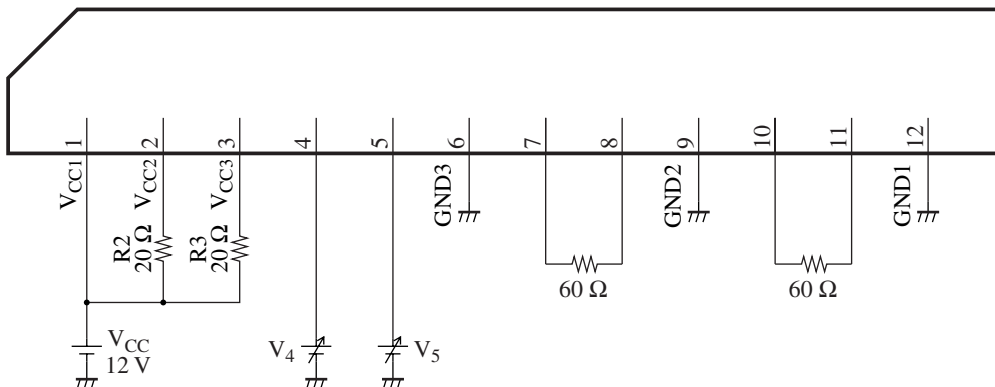 1 2 3 4 5 6 7 8 9 10 11 12
VCC1 VCC2 VCC3 GND3 GND2 GND1
R2 20 Ω R3 20 Ω
60 Ω 60 Ω
VCC V4 V5
12 V